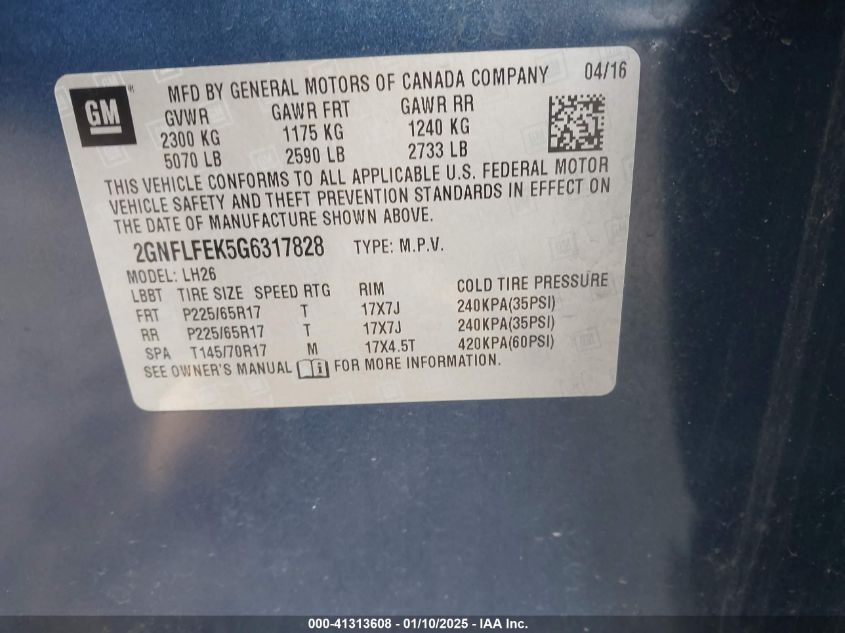 GM
MFD BY GENERAL MOTORS OF CANADA COMPANY 04/16
GVWR GAWR FRT GAWR RR
2300 KG 1175 KG 1240 KG
5070 LB 2590 LB 2733 LB
THIS VEHICLE CONFORMS TO ALL APPLICABLE U.S. FEDERAL MOTOR
VEHICLE SAFETY AND THEFT PREVENTION STANDARDS IN EFFECT ON
THE DATE OF MANUFACTURE SHOWN ABOVE.
2GNFLFEK5G6317828 TYPE: M.P.V.
MODEL: LH26
LBBT TIRE SIZE SPEED RTG RIM COLD TIRE PRESSURE
FRT P225/65R17 T 17X7J 240KPA(35PSI)
RR P225/65R17 T 17X7J 240KPA(35PSI)
SPA T145/70R17 M 17X4.5T 420KPA(60PSI)
SEE OWNER'S MANUAL i FOR MORE INFORMATION.
000-41313608 - 01/10/2025 - IAA Inc.